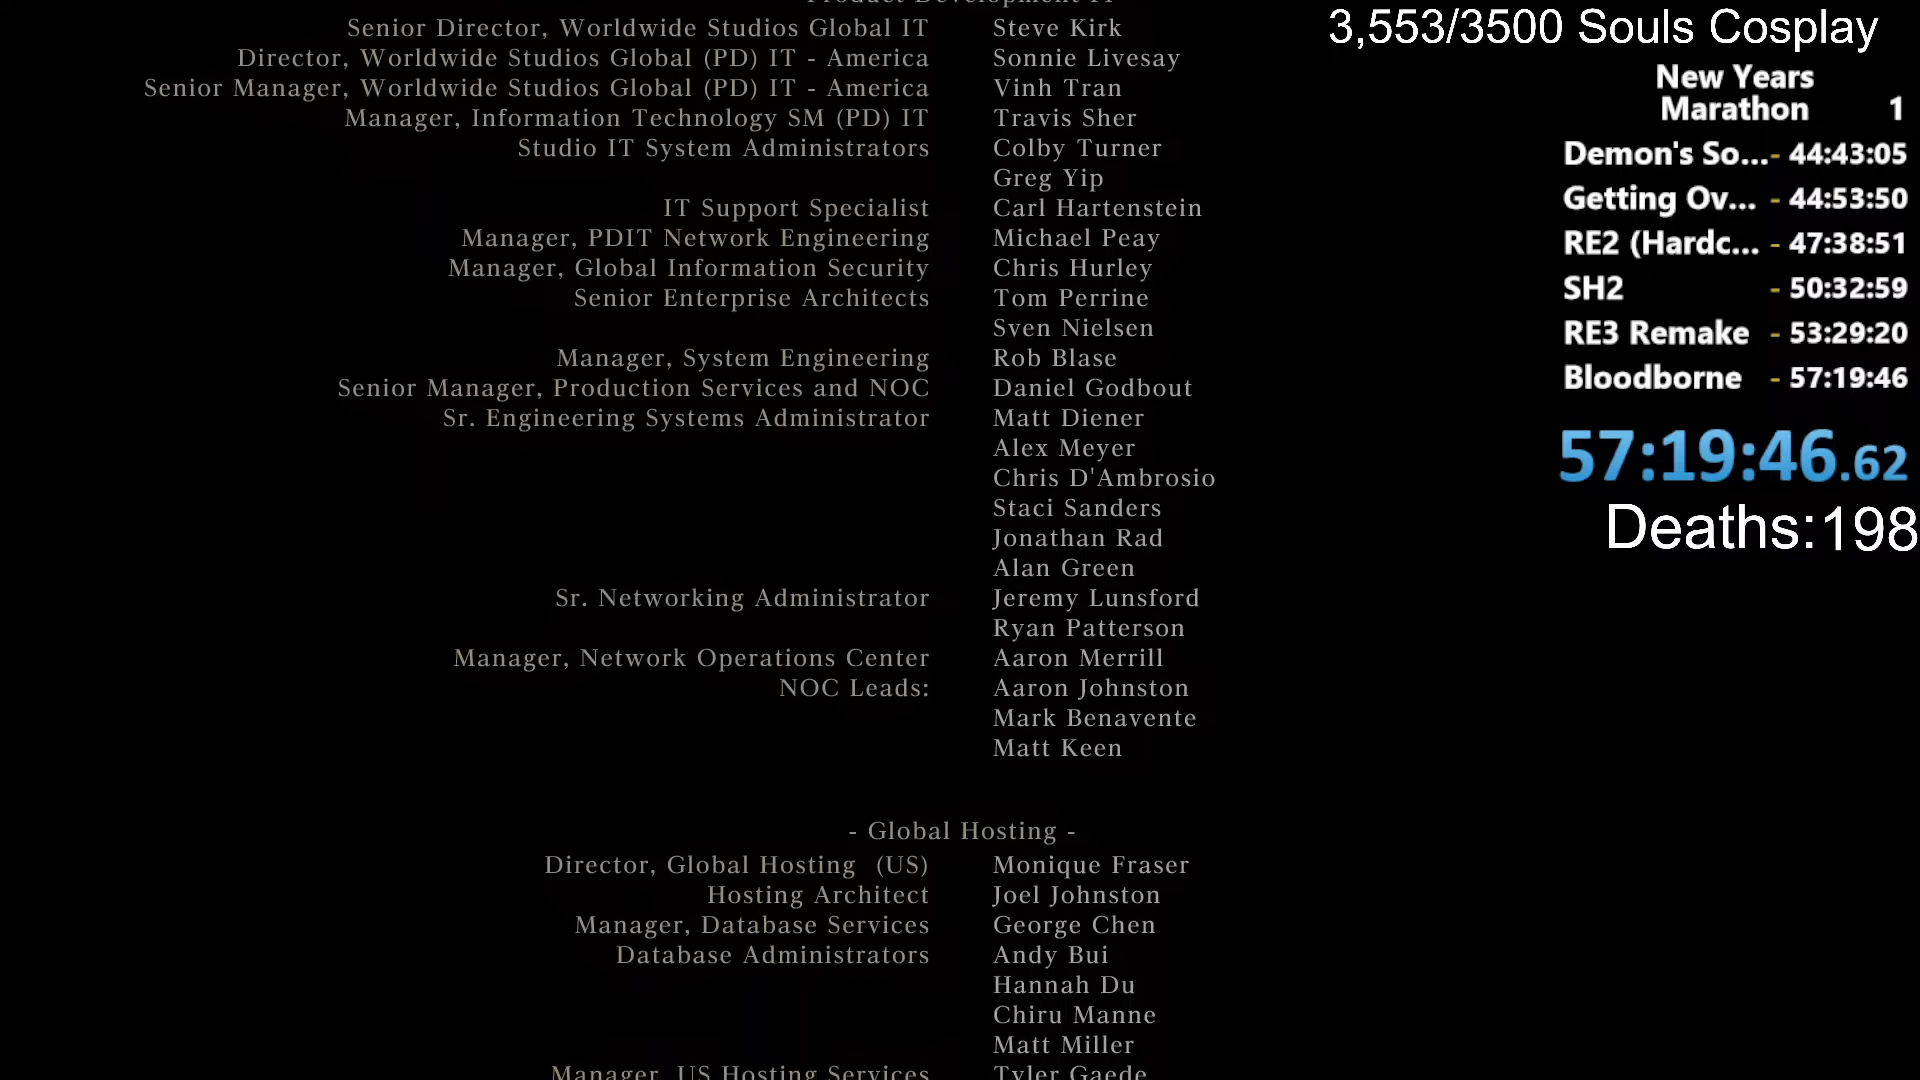 Product Development IT
Senior Director, Worldwide Studios Global IT Steve Kirk
Director, Worldwide Studios Global (PD) IT - America Sonnie Livesay
Senior Manager, Worldwide Studios Global (PD) IT - America Vinh Tran
Manager, Information Technology SM (PD) IT Travis Sher
Studio IT System Administrators Colby Turner
Greg Yip
IT Support Specialist Carl Hartenstein
Manager, PDIT Network Engineering Michael Peay
Manager, Global Information Security Chris Hurley
Senior Enterprise Architects Tom Perrine
Sven Nielsen
Manager, System Engineering Rob Blase
Senior Manager, Production Services and NOC Daniel Godbout
Sr. Engineering Systems Administrator Matt Diener
Alex Meyer
Chris D'Ambrosio
Staci Sanders
Jonathan Rad
Alan Green
Sr. Networking Administrator Jeremy Lunsford
Ryan Patterson
Manager, Network Operations Center Aaron Merrill
NOC Leads: Aaron Johnston
Mark Benavente
Matt Keen
- Global Hosting -
Director, Global Hosting (US) Monique Fraser
Hosting Architect Joel Johnston
Manager, Database Services George Chen
Database Administrators Andy Bui
Hannah Du
Chiru Manne
Matt Miller
Manager, US Hosting Services Tyler Gaede
3,553/3500 Souls Cosplay
New Years
Marathon 1
Demon's So...- 44:43:05
Getting Ov... - 44:53:50
RE2 (Hardc... - 47:38:51
SH2 - 50:32:59
RE3 Remake - 53:29:20
Bloodborne - 57:19:46
57:19:46.62
Deaths:198